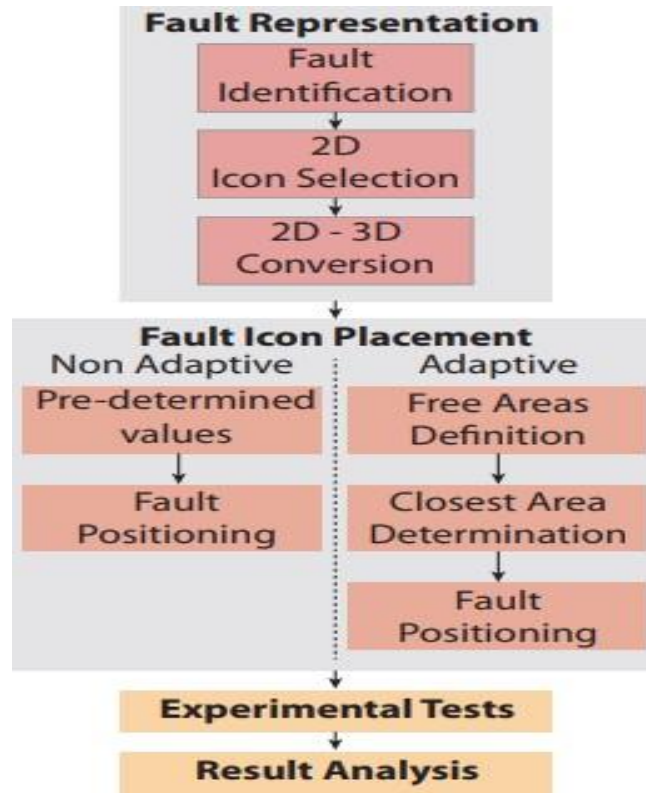 Fault Representation
Fault
Identification
2D
Icon Selection
2D - 3D
Conversion
Fault Icon Placement
Non Adaptive
Pre-determined
values
Fault
Positioning
Adaptive
Free Areas
Definition
Closest Area
Determination
Fault
Positioning
Experimental Tests
Result Analysis